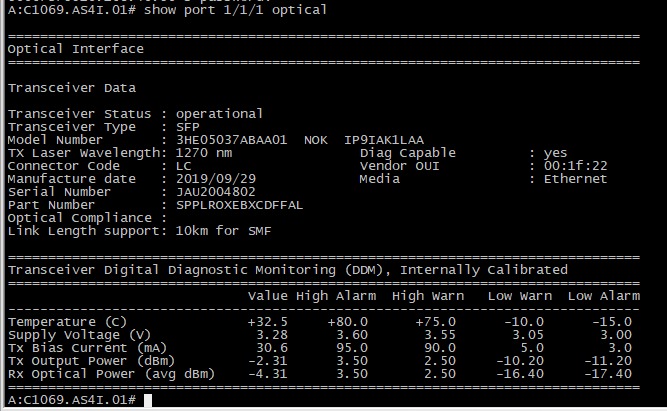 A:C1069.AS4I.01# show port 1/1/1 optical
===============================================================================
Optical Interface
===============================================================================
Transceiver Data
Transceiver Status : operational
Transceiver Type : SFP
Model Number : 3HE05037ABAA01 NOK IP9IAK1LAA
TX Laser Wavelength: 1270 nm Diag Capable : yes
Connector Code : LC Vendor OUI : 00:1f:22
Manufacture date : 2019/09/29 Media : Ethernet
Serial Number : JAU2004802
Part Number : SPPLROXEBXCDFFAL
Optical Compliance :
Link Length support: 10km for SMF
===============================================================================
Transceiver Digital Diagnostic Monitoring (DDM), Internally Calibrated
===============================================================================
Value High Alarm High Warn Low Warn Low Alarm
-------------------------------------------------------------------------------
Temperature (C) +32.5 +80.0 +75.0 -10.0 -15.0
Supply Voltage (V) 3.28 3.60 3.55 3.05 3.00
Tx Bias Current (mA) 30.6 95.0 90.0 5.0 3.0
Tx Output Power (dBm) -2.31 3.50 2.50 -10.20 -11.20
Rx Optical Power (avg dBm) -4.31 3.50 2.50 -16.40 -17.40
===============================================================================
A:C1069.AS4I.01#